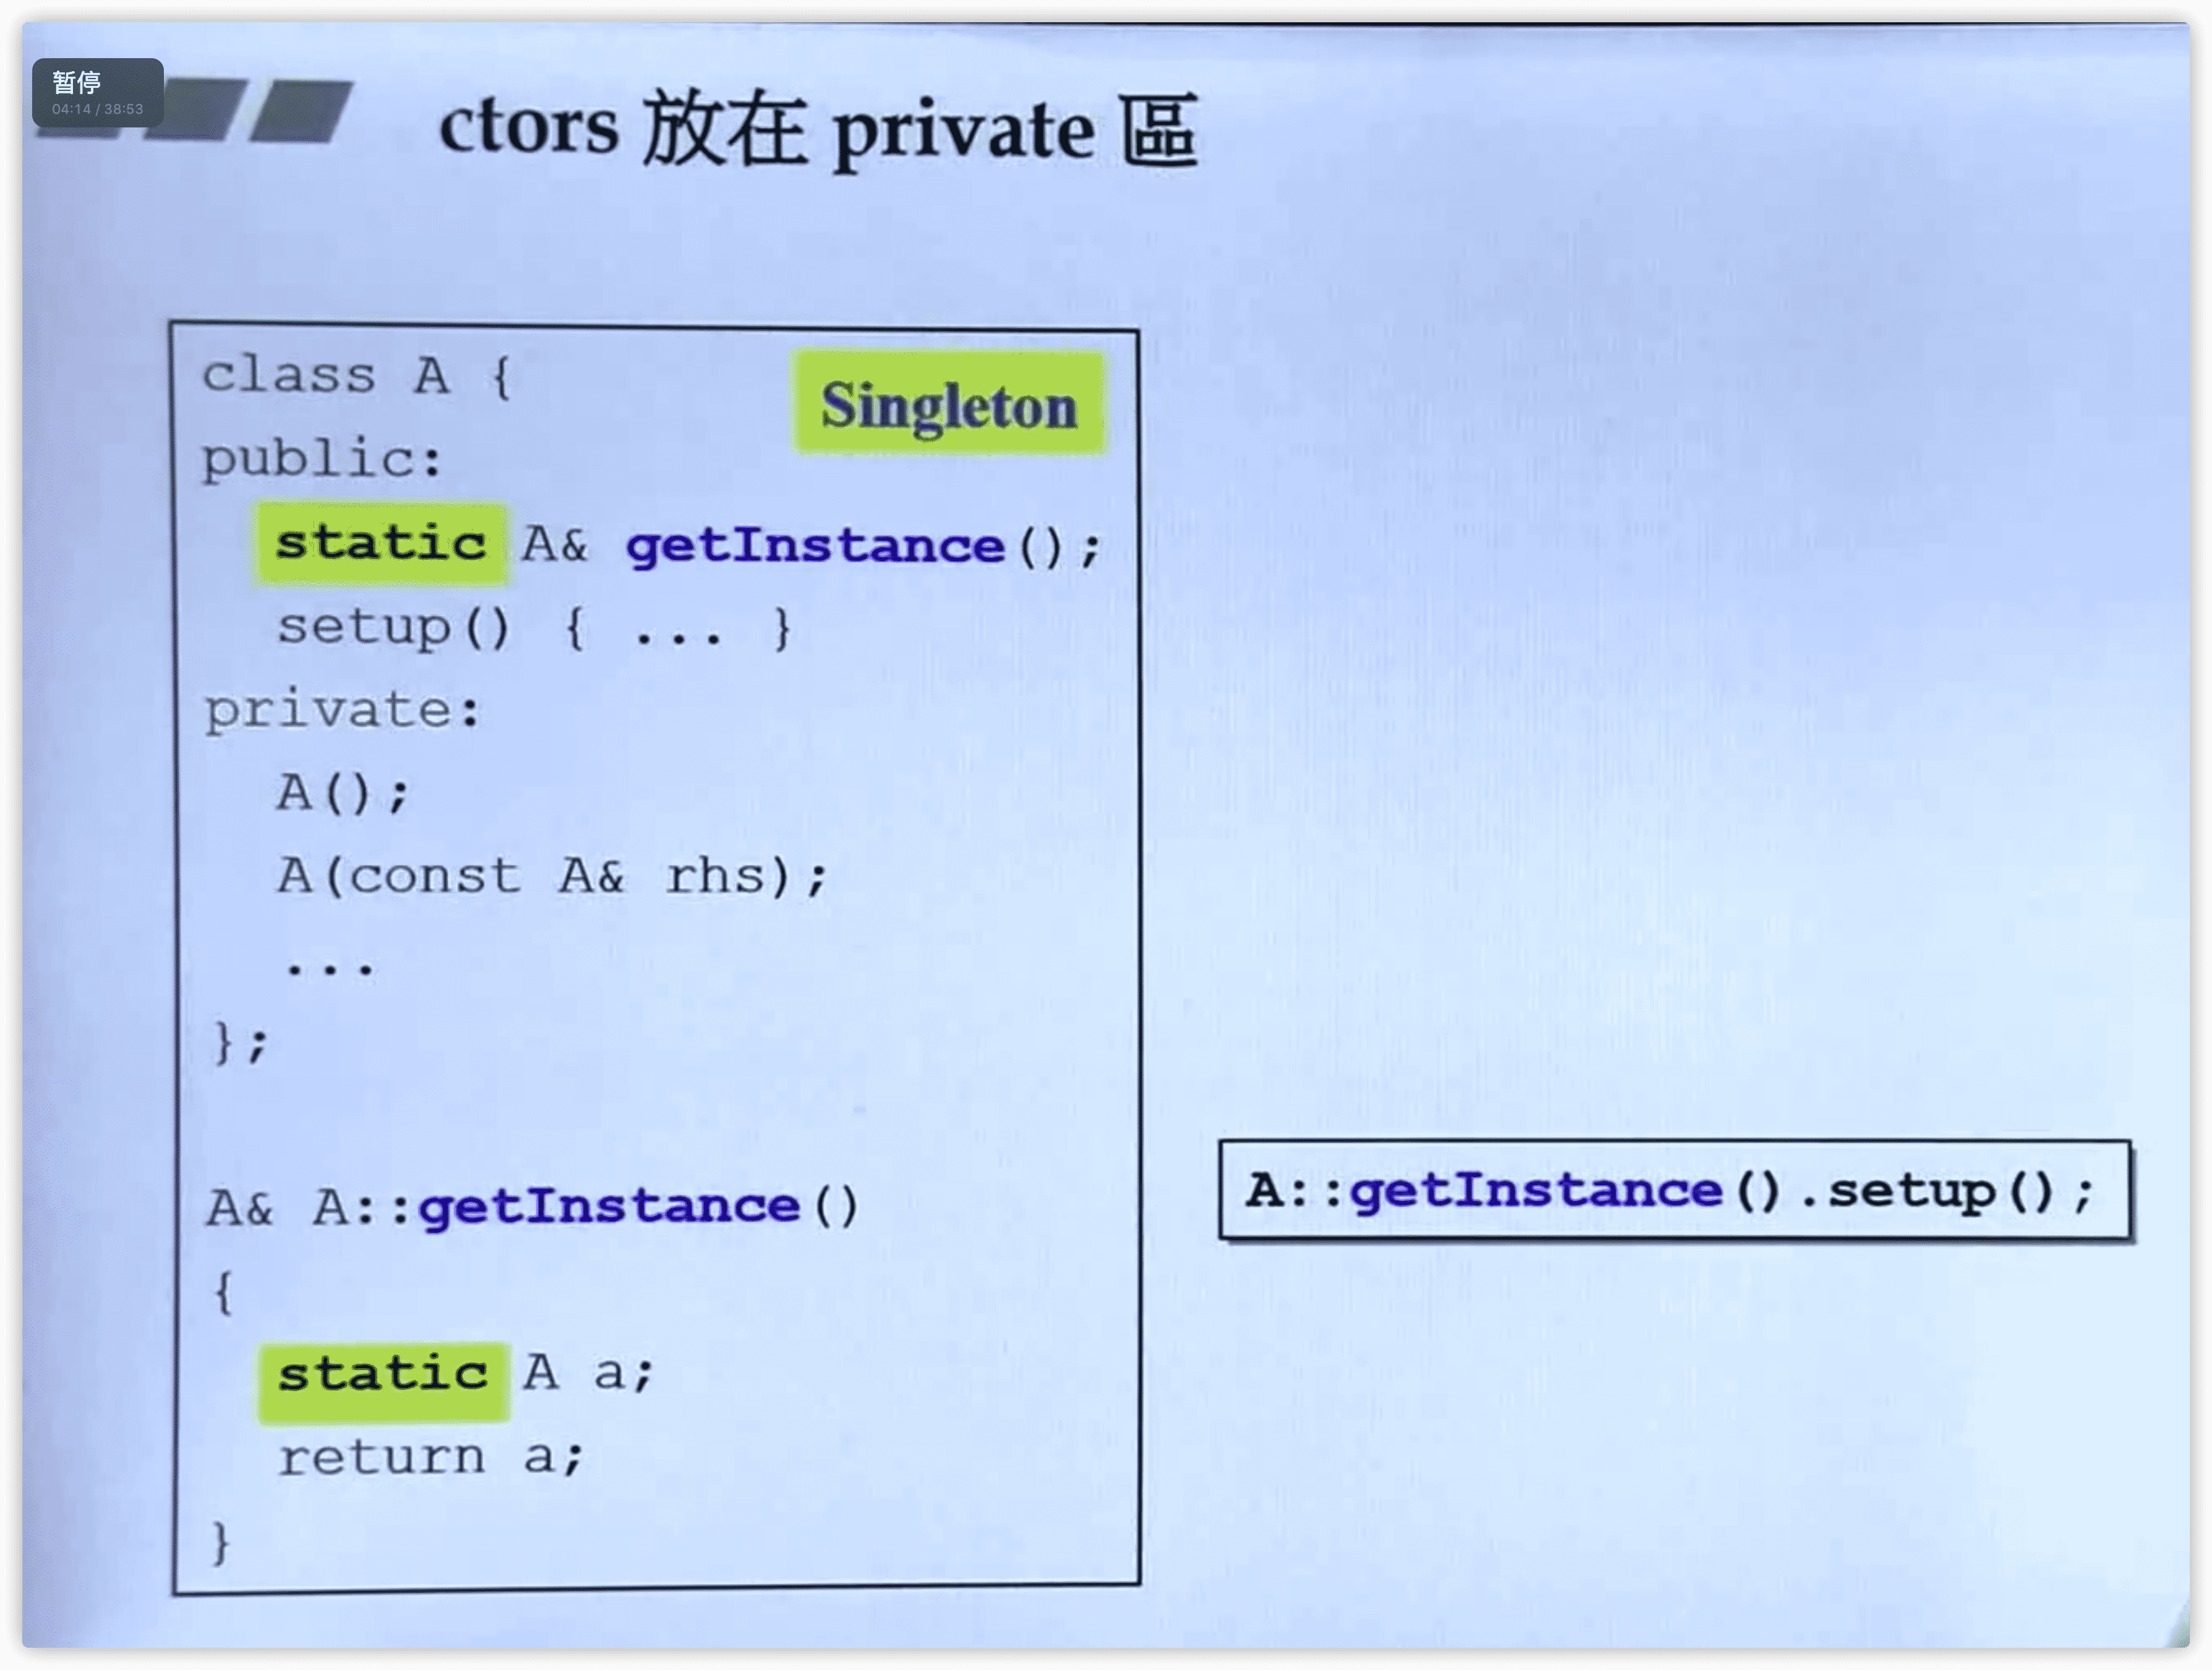 暂停
04:14 / 38:53
ctors 放在 private 區
class A {
Singleton
public:
static A& getInstance();
setup() { ... }
private:
A();
A(const A& rhs);
...
};
A& A::getInstance()
{
static A a;
return a;
}
A::getInstance().setup();